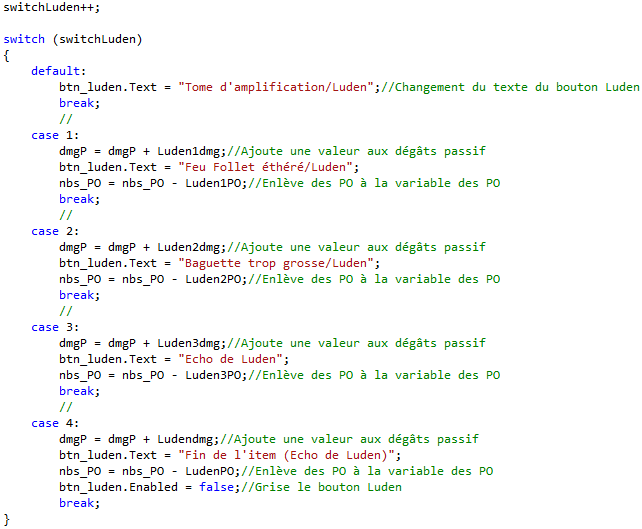 switchLuden++;
switch (switchLuden)
{
default:
btn_luden.Text = "Tome d'amplification/Luden";//Changement du texte du bouton Luden
break;
//
case 1:
dmgP = dmgP + Luden1dmg;//Ajoute une valeur aux dégâts passif
btn_luden.Text = "Feu Follet éthéré/Luden";
nbs_PO = nbs_PO - Luden1PO;//Enlève des PO à la variable des PO
break;
//
case 2:
dmgP = dmgP + Luden2dmg;//Ajoute une valeur aux dégâts passif
btn_luden.Text = "Baguette trop grosse/Luden";
nbs_PO = nbs_PO - Luden2PO;//Enlève des PO à la variable des PO
break;
//
case 3:
dmgP = dmgP + Luden3dmg;//Ajoute une valeur aux dégâts passif
btn_luden.Text = "Echo de Luden";
nbs_PO = nbs_PO - Luden3PO;//Enlève des PO à la variable des PO
break;
//
case 4:
dmgP = dmgP + Ludendmg;//Ajoute une valeur aux dégâts passif
btn_luden.Text = "Fin de l'item (Echo de Luden)";
nbs_PO = nbs_PO - LudenPO;//Enlève des PO à la variable des PO
btn_luden.Enabled = false;//Grise le bouton Luden
break;
}